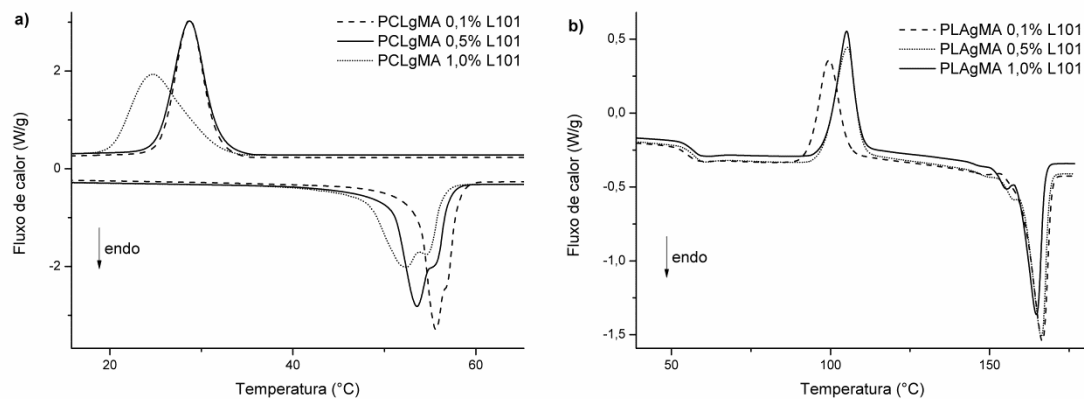 a)
PCLgMA 0,1% L101
PCLgMA 0,5% L101
PCLgMA 1,0% L101
Fluxo de calor (W/g)
2
0
-2
endo
20
40
60
Temperatura (°C)
b)
PLAgMA 0,1% L101
PLAgMA 0,5% L101
PLAgMA 1,0% L101
Fluxo de calor (W/g)
0,5
0,0
-0,5
-1,0
-1,5
endo
50
100
150
Temperatura (°C)